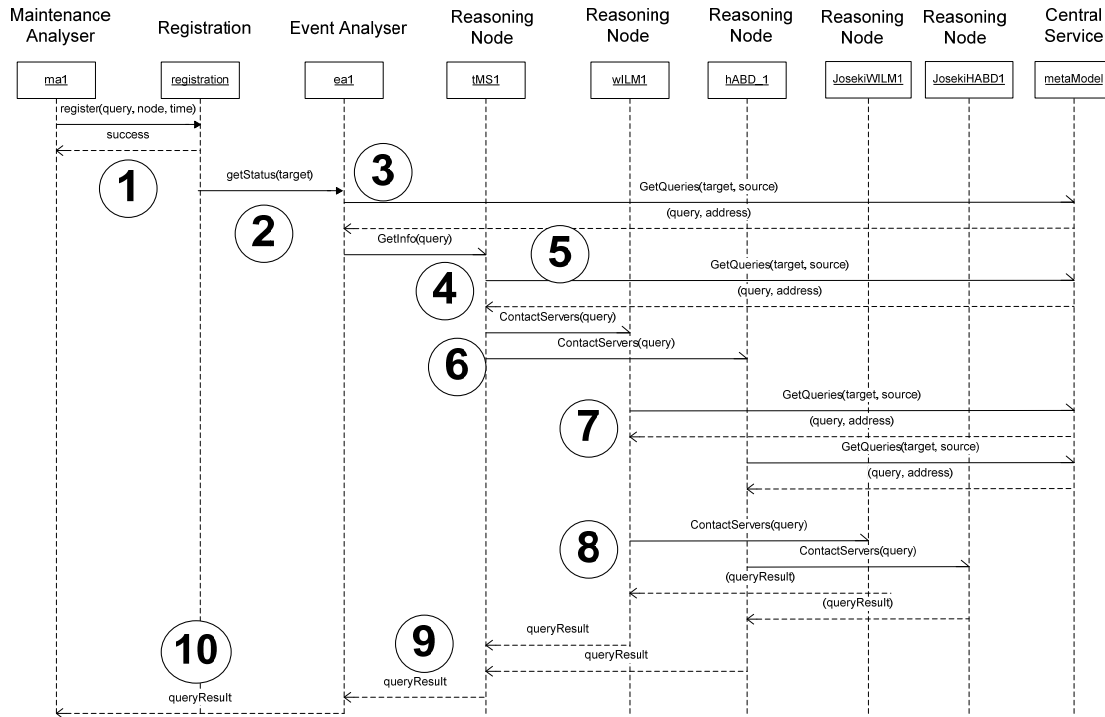 Maintenance
Analyser
Registration
Event Analyser
Reasoning
Node
Reasoning
Node
Reasoning
Node
Reasoning
Node
Reasoning
Node
Central
Service
ma1
registration
ea1
tMS1
wILM1
hABD_1
JosekiWILM1
JosekiHABD1
metaModel
register(query, node, time)
success
1
getStatus(target)
2
3
GetQueries(target, source)
(query, address)
GetInfo(query)
4
5
GetQueries(target, source)
(query, address)
ContactServers(query)
6
ContactServers(query)
7
GetQueries(target, source)
(query, address)
GetQueries(target, source)
(query, address)
8
ContactServers(query)
ContactServers(query)
(queryResult)
(queryResult)
9
queryResult
queryResult
10
queryResult
queryResult